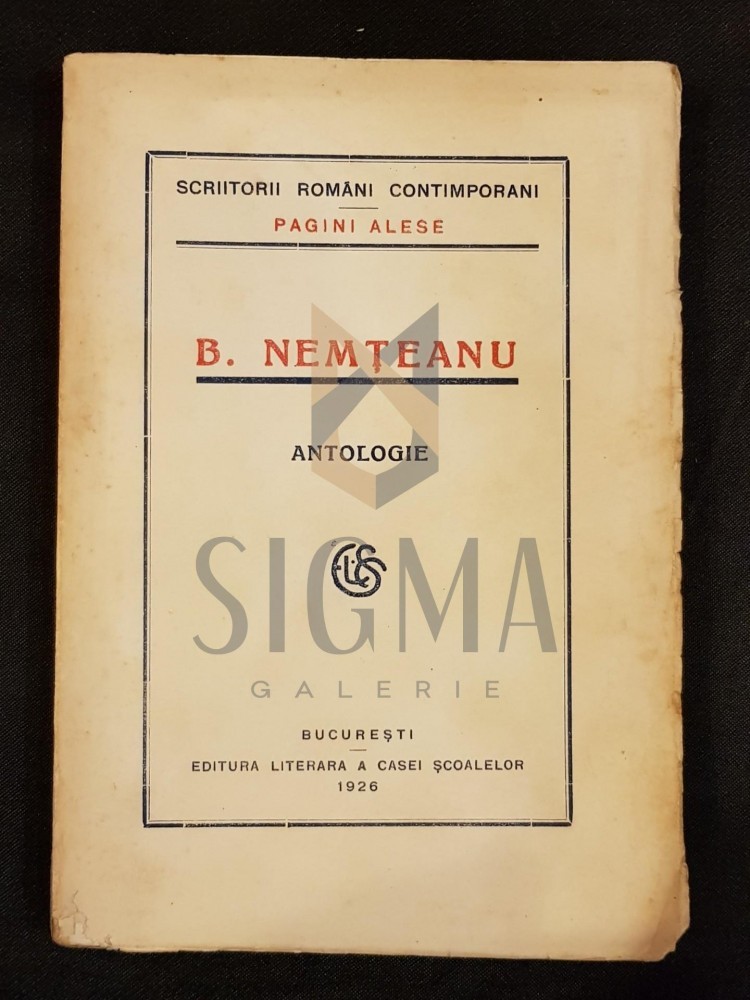 SCRIITORII ROMÂNI CONTIMPORANI
PAGINI ALESE
B. NEMȚEANU
ANTOLOGIE
SIGMA
GALERIE
BUCUREȘTI
EDITURA LITERARA A CASEI ȘCOALELOR
1926